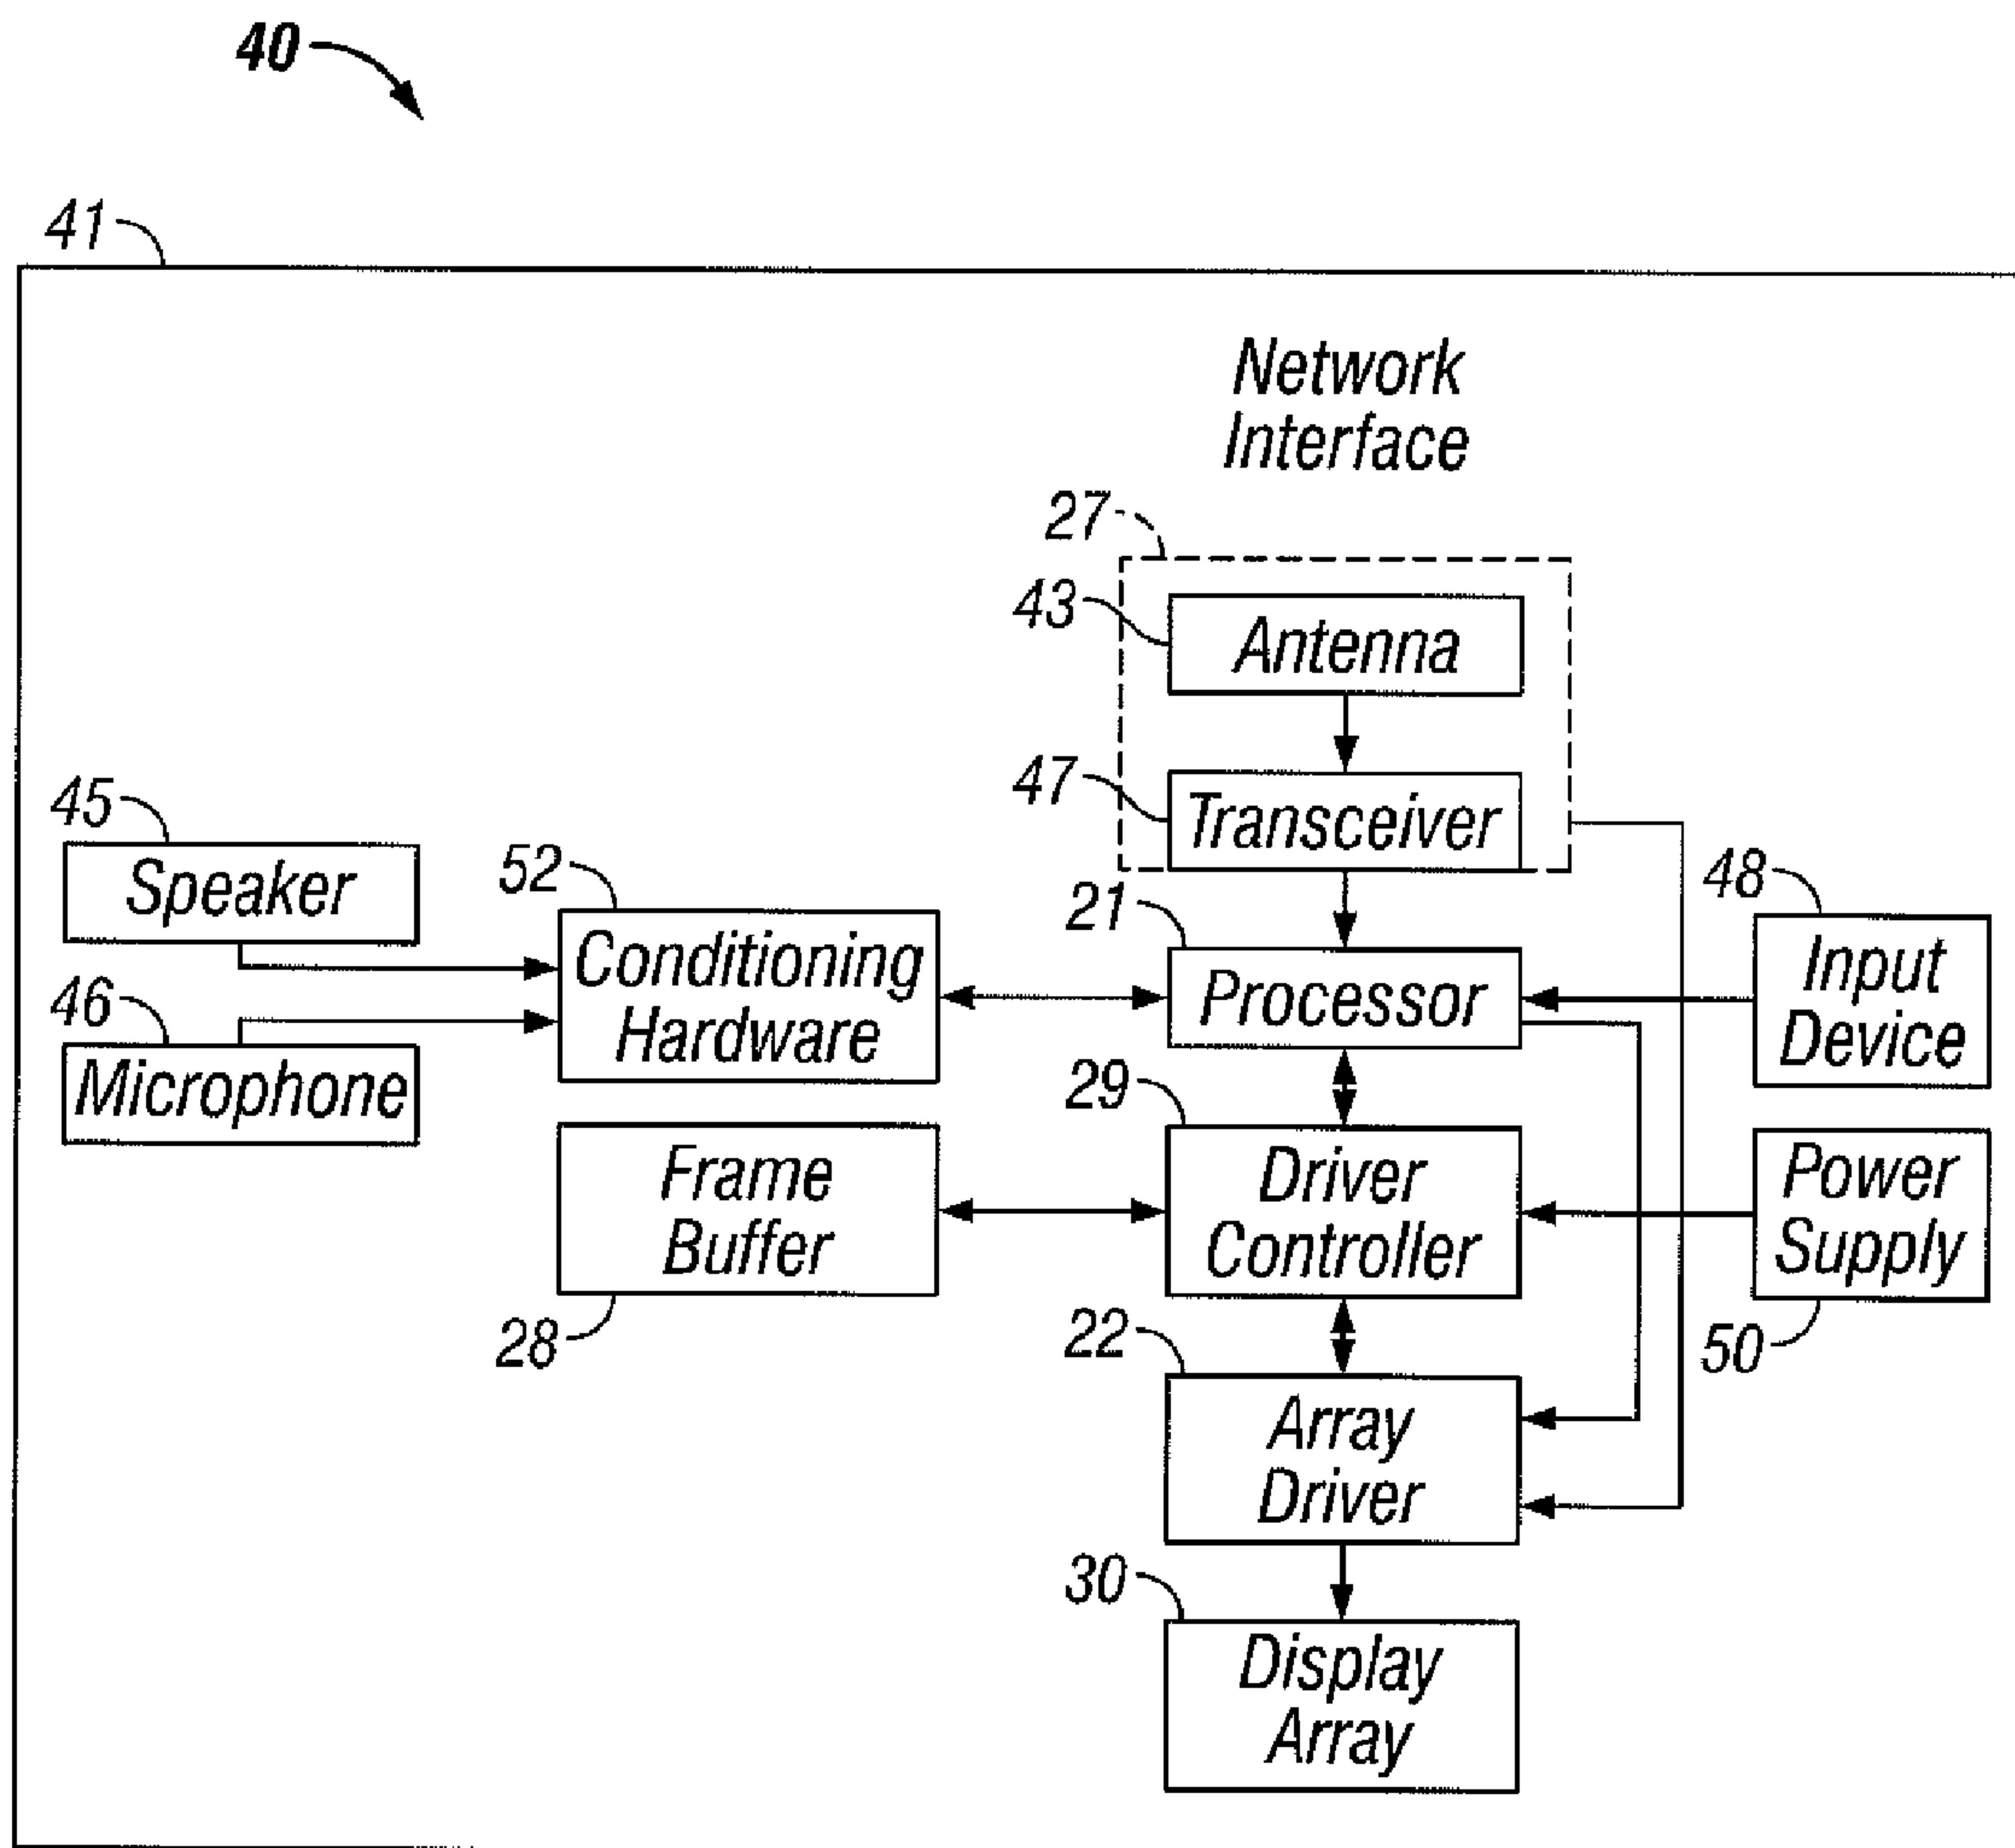 40
41
Network
Interface
27
43
Antenna
47
Transceiver
45
Speaker
52
Conditioning
Hardware
21
Processor
48
Input
Device
46
Microphone
29
Driver
Controller
Frame
Buffer
28
Power
Supply
50
22
Array
Driver
30
Display
Array